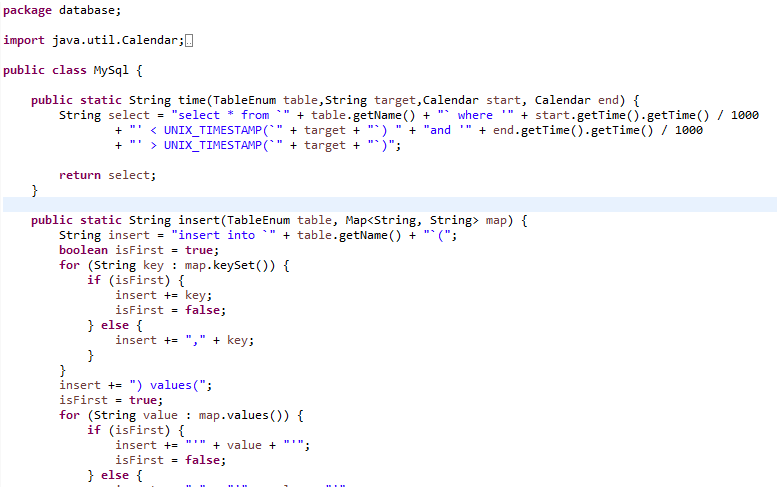 package database;
import java.util.Calendar;
public class MySql {
public static String time(TableEnum table,String target,Calendar start, Calendar end) {
String select = "select * from `" + table.getName() + "` where '" + start.getTime().getTime() / 1000
+ "' < UNIX_TIMESTAMP(`" + target + "`) " + "and '" + end.getTime().getTime() / 1000
+ "' > UNIX_TIMESTAMP(`" + target + "`)";
return select;
}
public static String insert(TableEnum table, Map<String, String> map) {
String insert = "insert into `" + table.getName() + "`(";
boolean isFirst = true;
for (String key : map.keySet()) {
if (isFirst) {
insert += key;
isFirst = false;
} else {
insert += "," + key;
}
}
insert += ") values(";
isFirst = true;
for (String value : map.values()) {
if (isFirst) {
insert += "'" + value + "'";
isFirst = false;
} else {